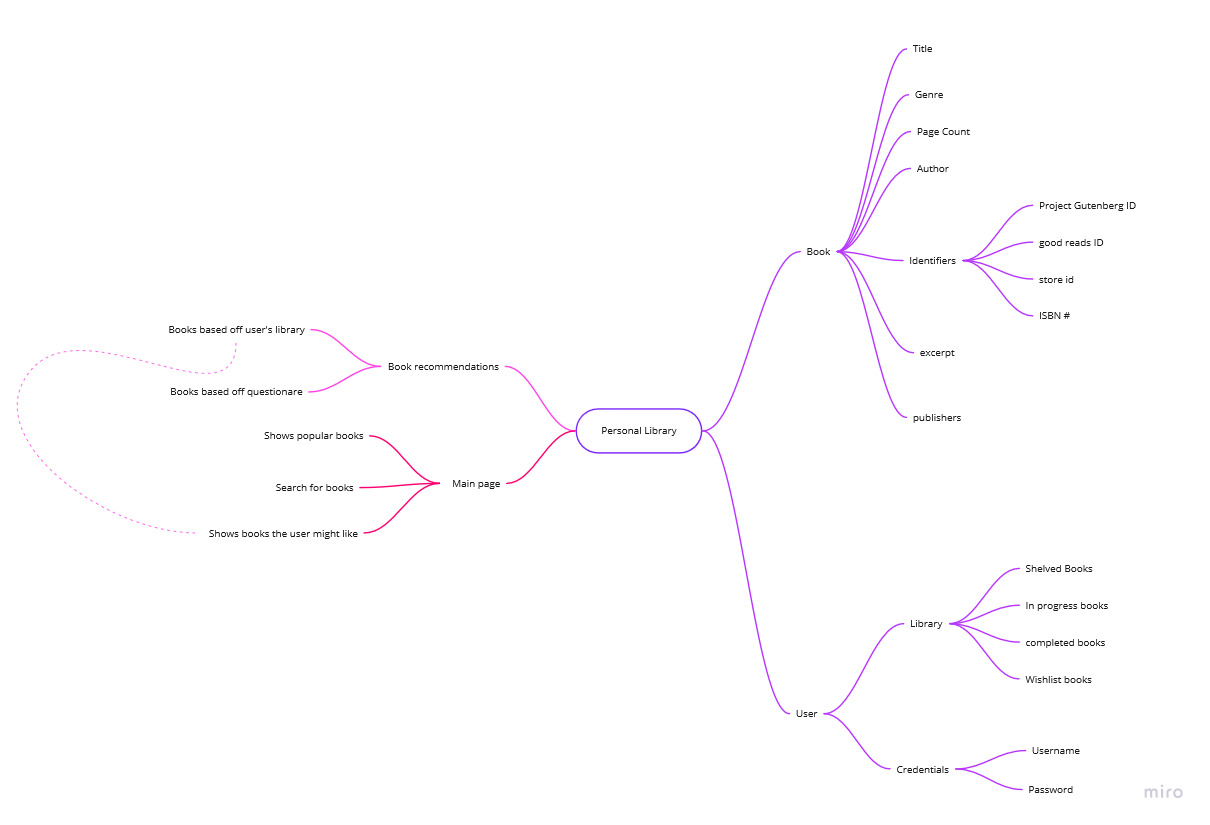 Personal Library
Book
Title
Genre
Page Count
Author
Identifiers
Project Gutenberg ID
good reads ID
store id
ISBN #
excerpt
publishers
User
Library
Shelved Books
In progress books
completed books
Wishlist books
Credentials
Username
Password
Book recommendations
Books based off user's library
Books based off questionare
Main page
Shows popular books
Search for books
Shows books the user might like
miro